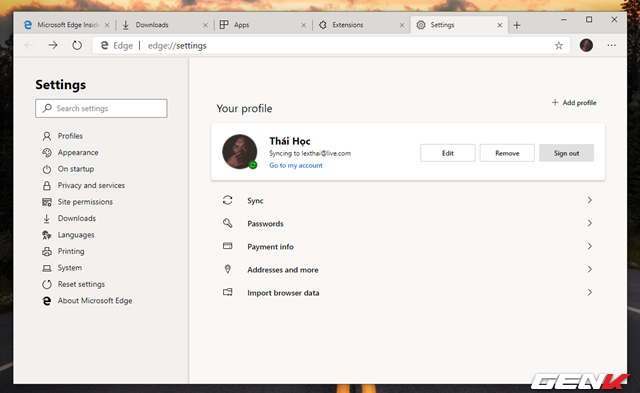 Microsoft Edge Insid
Downloads
Apps
Extensions
Settings
Edge
edge://settings
Settings
Search settings
Profiles
Appearance
On startup
Privacy and services
Site permissions
Downloads
Languages
Printing
System
Reset settings
About Microsoft Edge
Your profile
Add profile
Thái Học
Syncing to lexthai@live.com
Go to my account
Edit
Remove
Sign out
Sync
Passwords
Payment info
Addresses and more
Import browser data
GENK